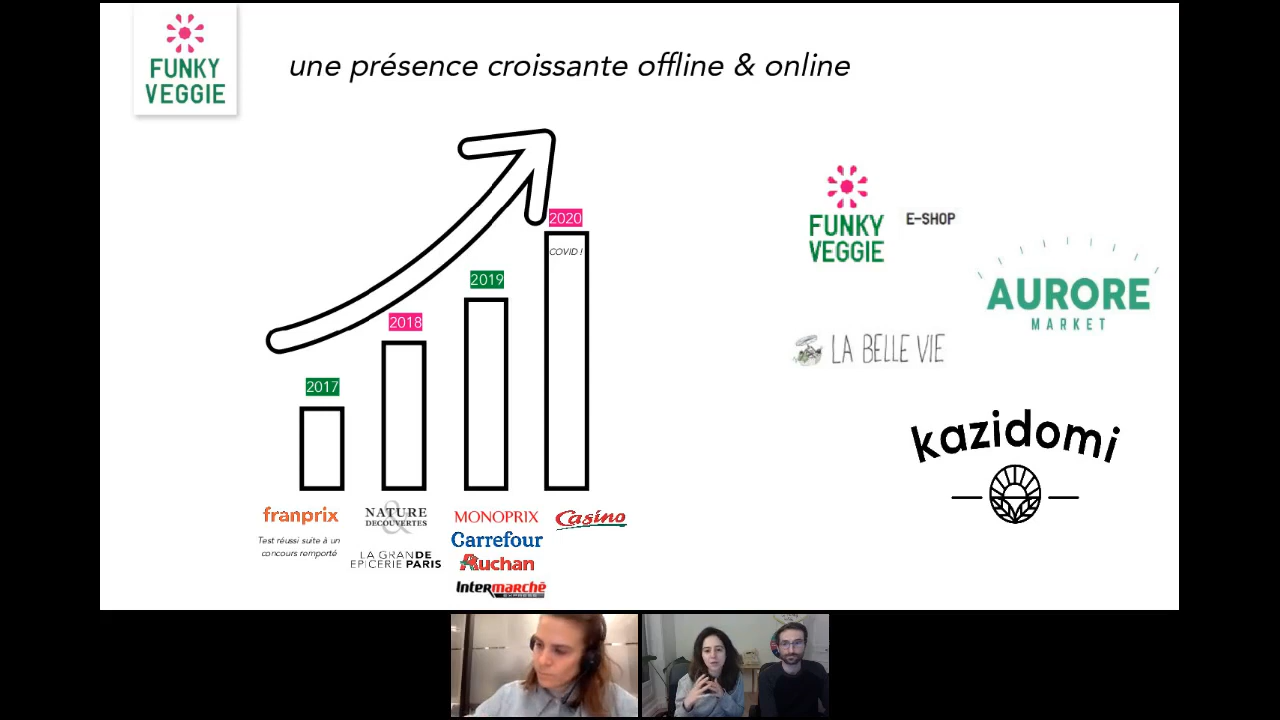 FUNKY
VEGGIE
une présence croissante offline & online
2020
COVID !
2019
2018
2017
franprix
Test réussi suite à un
concours remporté
NATURE
&
DECOUVERTES
LA GRANDE
EPICERIE PARIS
MONOPRIX
Carrefour
Auchan
Intermarché
EXPRESS
Casino
FUNKY
VEGGIE
E-SHOP
AURORE
MARKET
LA BELLE VIE
kazidomi